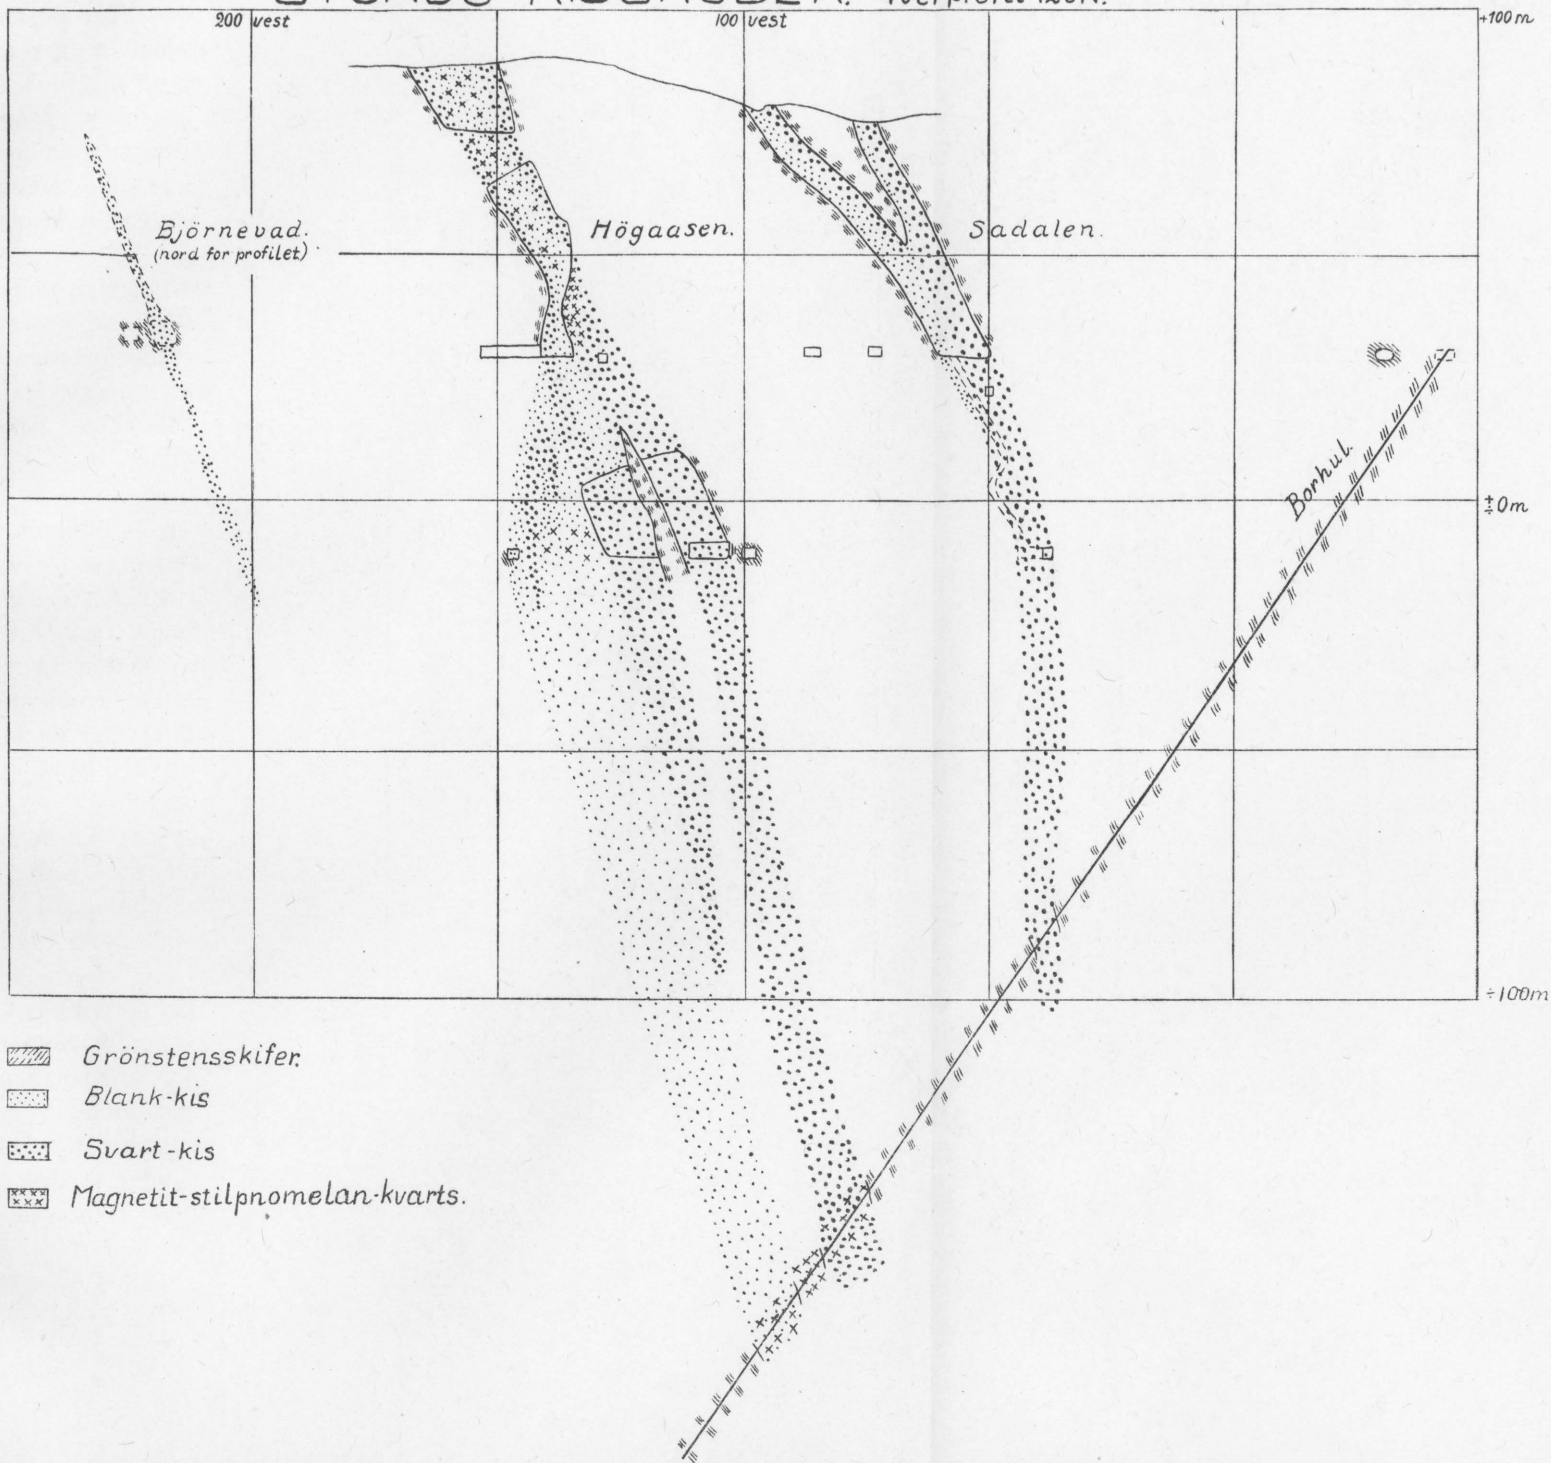 200 vest
100 vest
+100 m
Björnevad.
(nord for profilet)
Högaasen.
Sadalen.
Borhul.
± 0m
÷100m
Grönstensskifer.
Blank-kis
Svart-kis
Magnetit-stilpnomelan-kvarts.